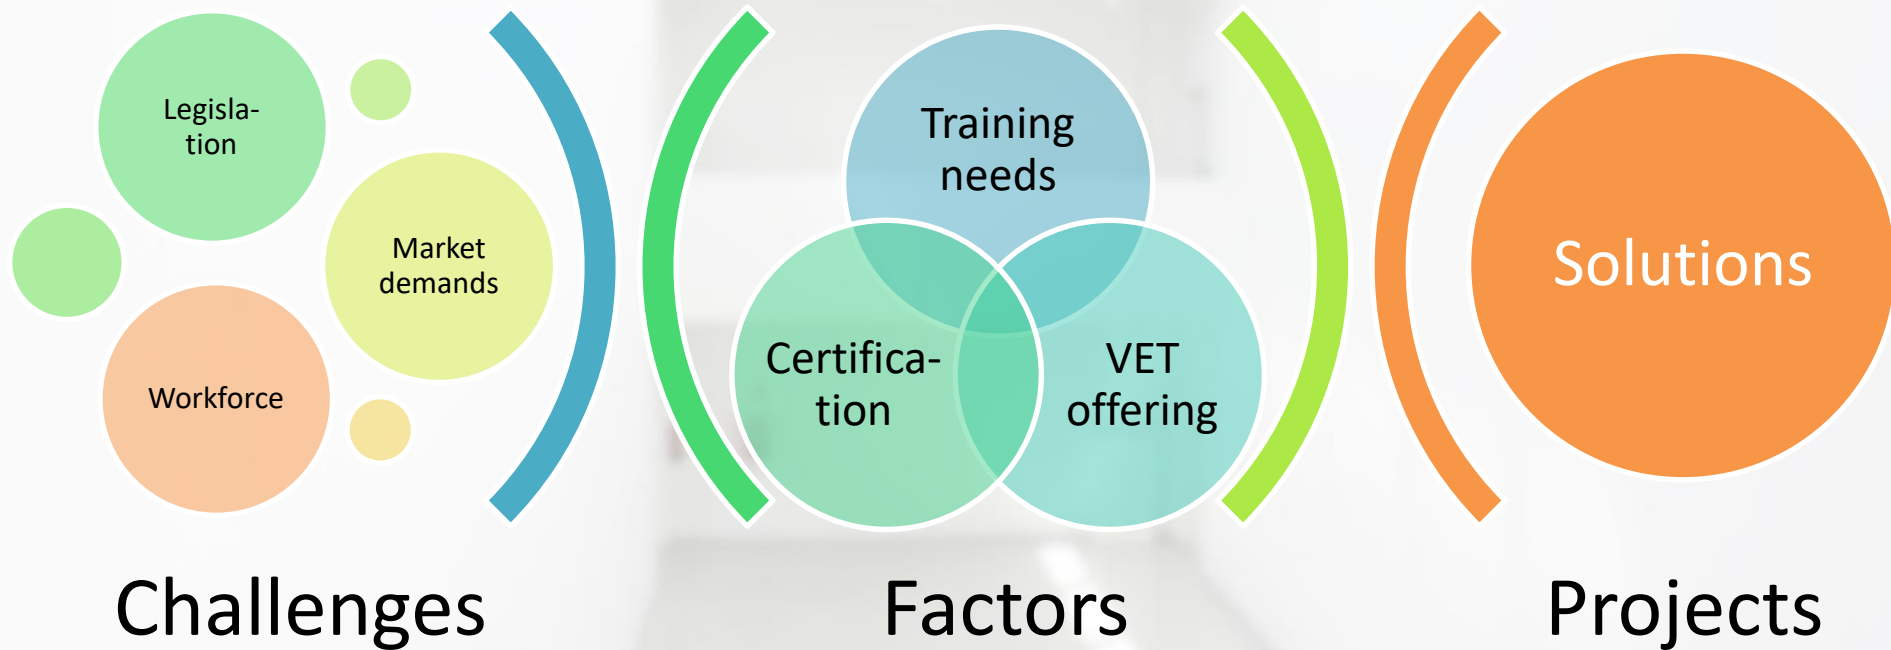 Legisla-
tion
Market
demands
Workforce
Challenges
Training
needs
Certifica-
tion
VET
offering
Factors
Solutions
Projects